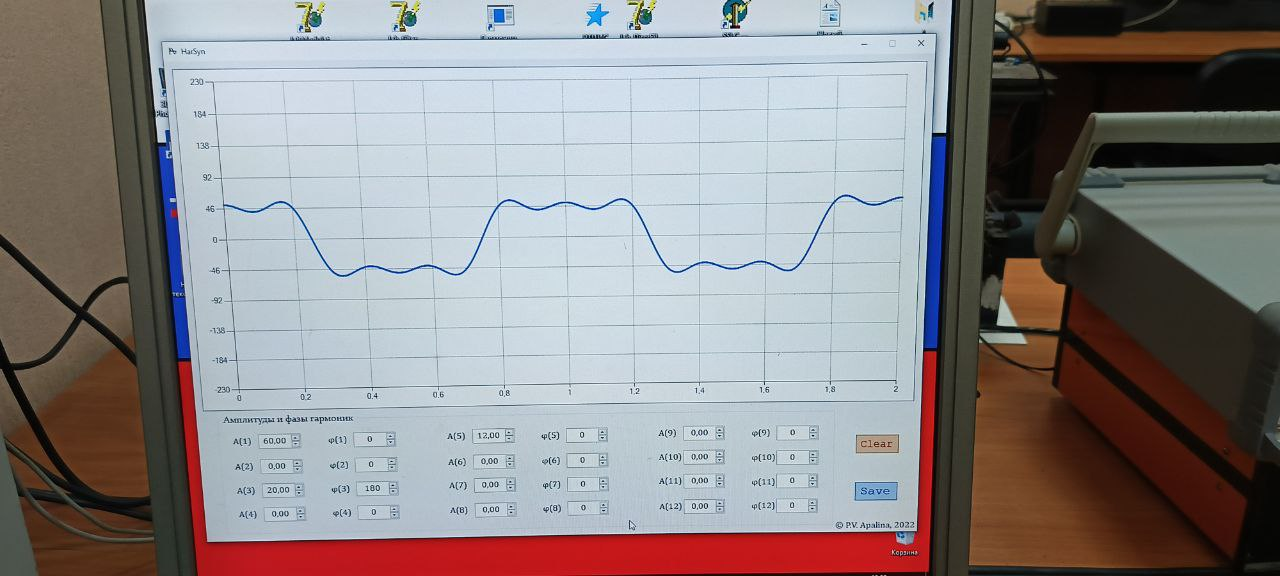 HarSyn
230
184
138
92
46
0
-46
-92
-138
-184
-230
0 0,2 0,4 0,6 0,8 1 1,2 1,4 1,6 1,8 2
Амплитуды и фазы гармоник
A(1) 60,00 φ(1) 0 A(5) 12,00 φ(5) 0 A(9) 0,00 φ(9) 0
Clear
A(2) 0,00 φ(2) 0 A(6) 0,00 φ(6) 0 A(10) 0,00 φ(10) 0
A(3) 20,00 φ(3) 180 A(7) 0,00 φ(7) 0 A(11) 0,00 φ(11) 0
Save
A(4) 0,00 φ(4) 0 A(8) 0,00 φ(8) 0 A(12) 0,00 φ(12) 0
© P.V. Apalina, 2022
Корзина